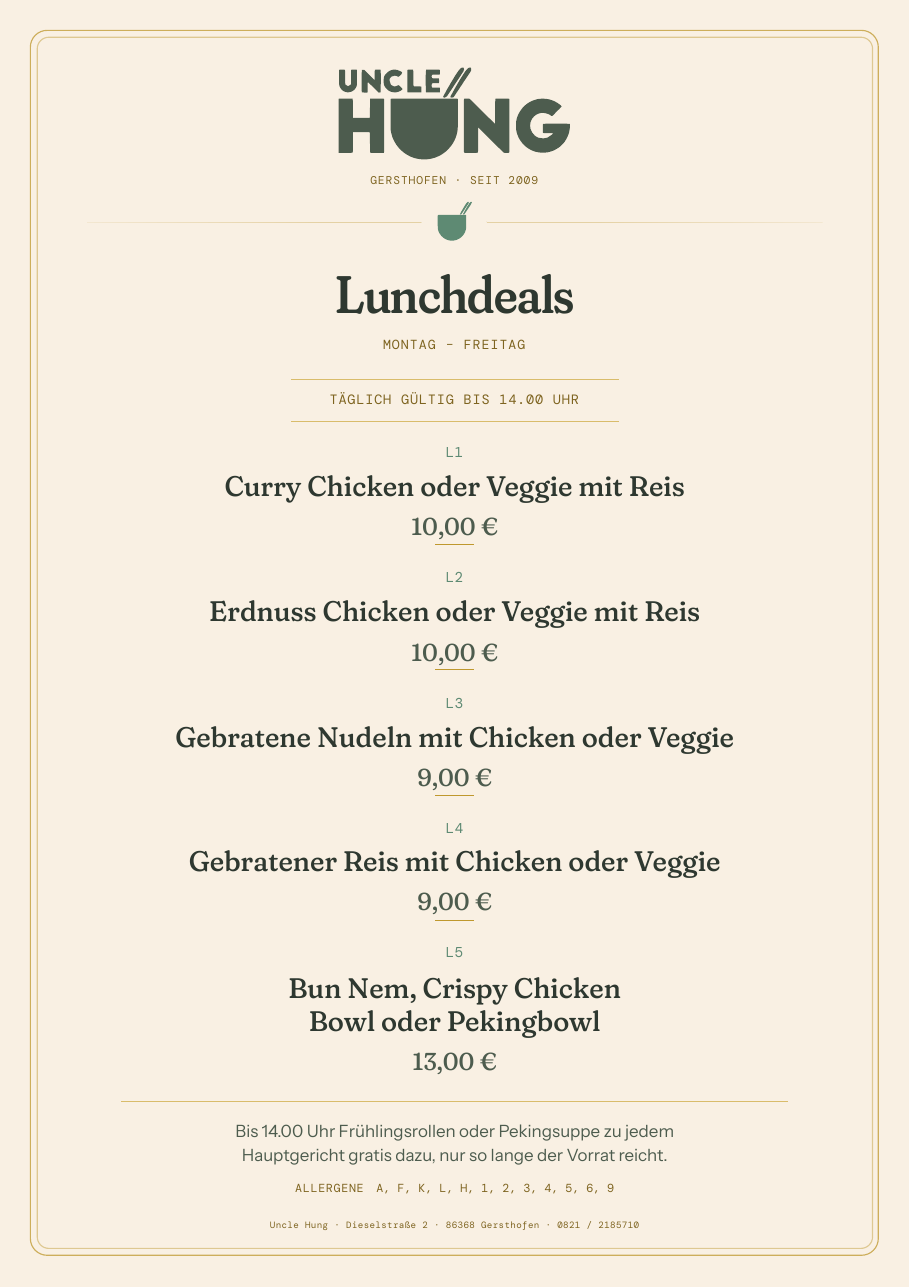 UNCLE
HUNG
GERSTHOFEN · SEIT 2009
Lunchdeals
MONTAG – FREITAG
TÄGLICH GÜLTIG BIS 14.00 UHR
L1
Curry Chicken oder Veggie mit Reis
10,00 €
L2
Erdnuss Chicken oder Veggie mit Reis
10,00 €
L3
Gebratene Nudeln mit Chicken oder Veggie
9,00 €
L4
Gebratener Reis mit Chicken oder Veggie
9,00 €
L5
Bun Nem, Crispy Chicken
Bowl oder Pekingbowl
13,00 €
Bis 14.00 Uhr Frühlingsrollen oder Pekingsuppe zu jedem
Hauptgericht gratis dazu, nur so lange der Vorrat reicht.
ALLERGENE A, F, K, L, H, 1, 2, 3, 4, 5, 6, 9
Uncle Hung · Dieselstraße 2 · 86368 Gersthofen · 0821 / 2185710